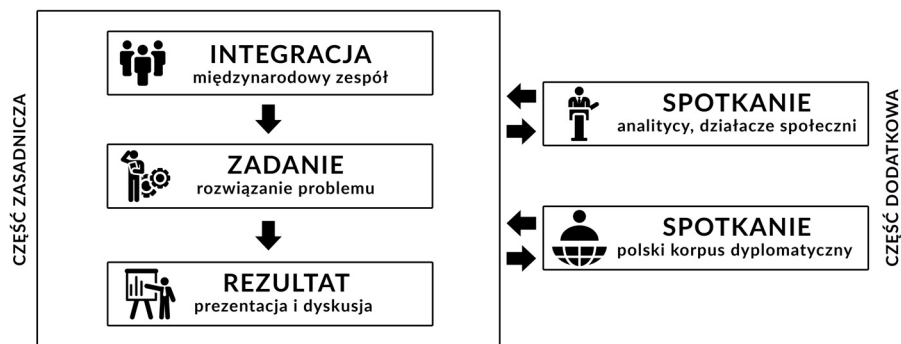 CZĘŚĆ ZASADNICZA
INTEGRACJA
międzynarodowy zespół
ZADANIE
rozwiązanie problemu
REZULTAT
prezentacja i dyskusja
SPOTKANIE
analitycy, działacze społeczni
SPOTKANIE
polski korpus dyplomatyczny
CZĘŚĆ DODATKOWA